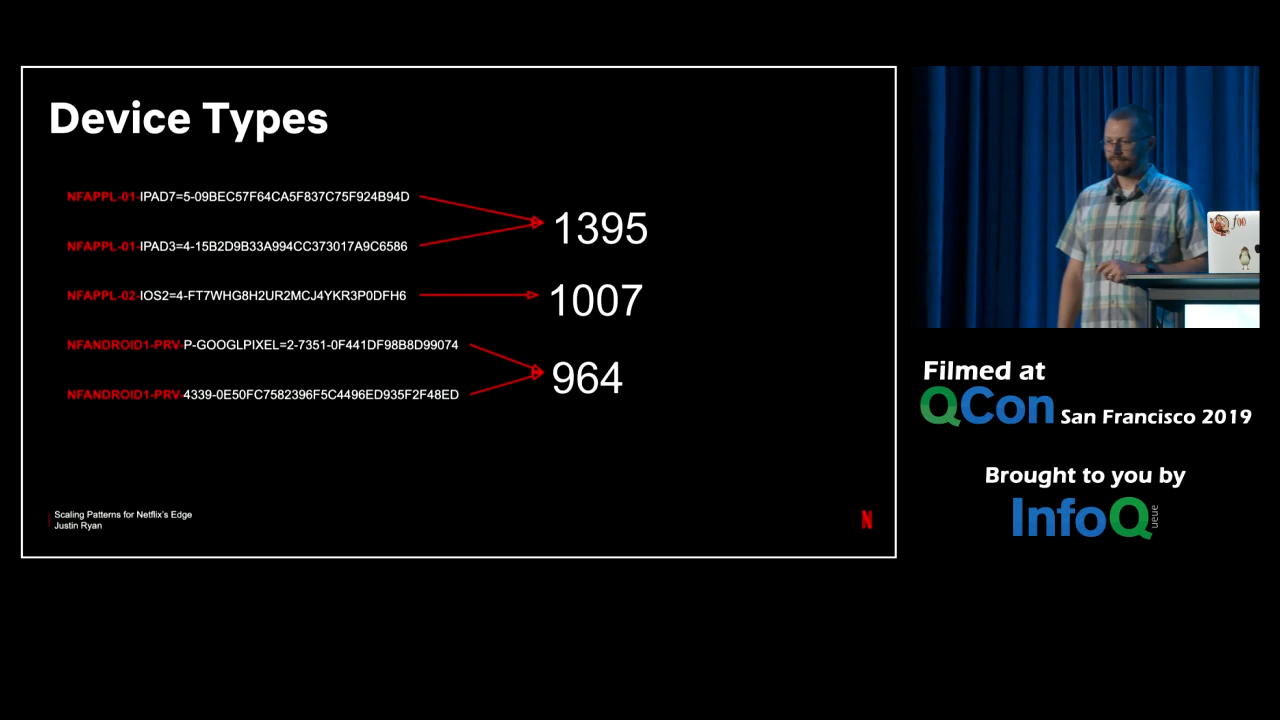 Device Types
NFAPPL-01-IPAD7=5-09BEC57F64CA5F837C75F924B94D
NFAPPL-01-IPAD3=4-15B2D9B33A994CC373017A9C6586
NFAPPL-02-IOS2=4-FT7WHG8H2UR2MCJ4YKR3P0DFH6
NFANDROID1-PRV-P-GOOGLPIXEL=2-7351-0F441DF98B8D99074
NFANDROID1-PRV-4339-0E50FC7582396F5C4496ED935F2F48ED
1395
1007
964
Scaling Patterns for Netflix's Edge
Justin Ryan
N
foo
Filmed at
QCon San Francisco 2019
Brought to you by
InfoQueue